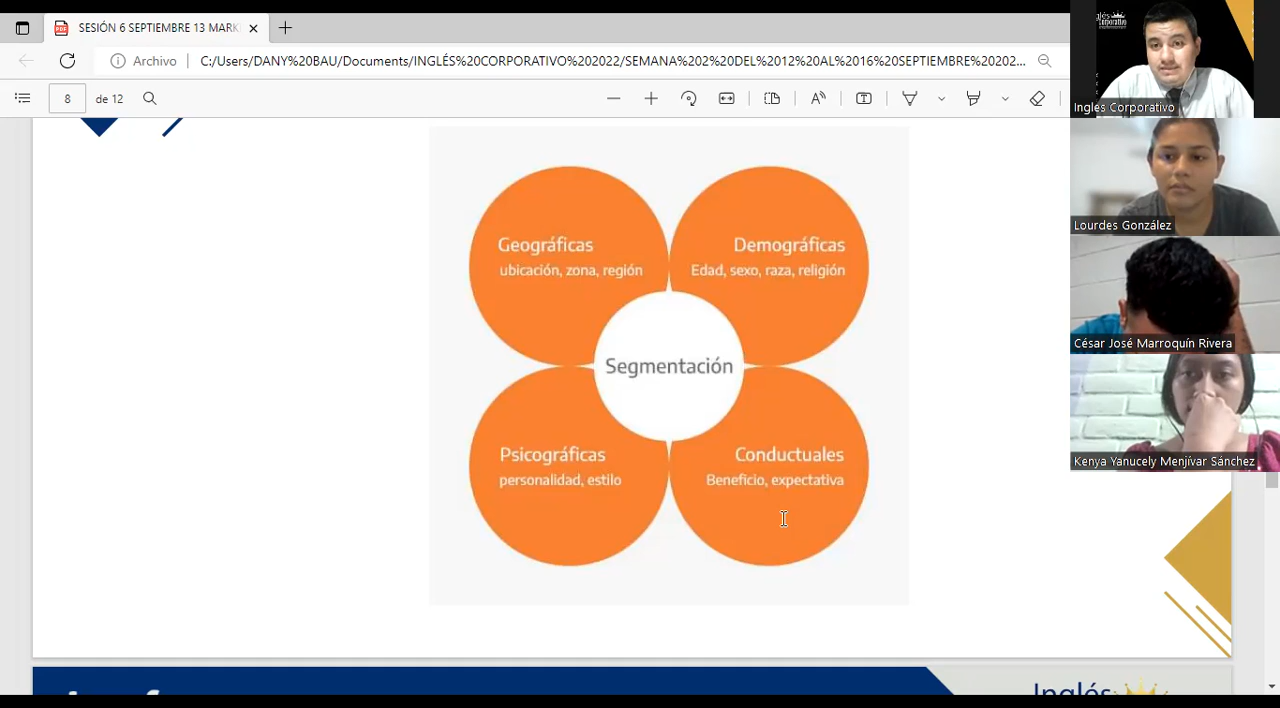 SESIÓN 6 SEPTIEMBRE 13 MARK
Archivo
C:/Users/DANY%20BAU/Documents/INGLÉS%20CORPORATIVO%202022/SEMANA%202%20DEL%2012%20AL%2016%20SEPTIEMBRE%20202...
8
de 12
Geográficas
ubicación, zona, región
Demográficas
Edad, sexo, raza, religión
Segmentación
Psicográficas
personalidad, estilo
Conductuales
Beneficio, expectativa
Ingles Corporativo
Lourdes González
César José Marroquín Rivera
Kenya Yanucely Menjívar Sánchez
Inglés